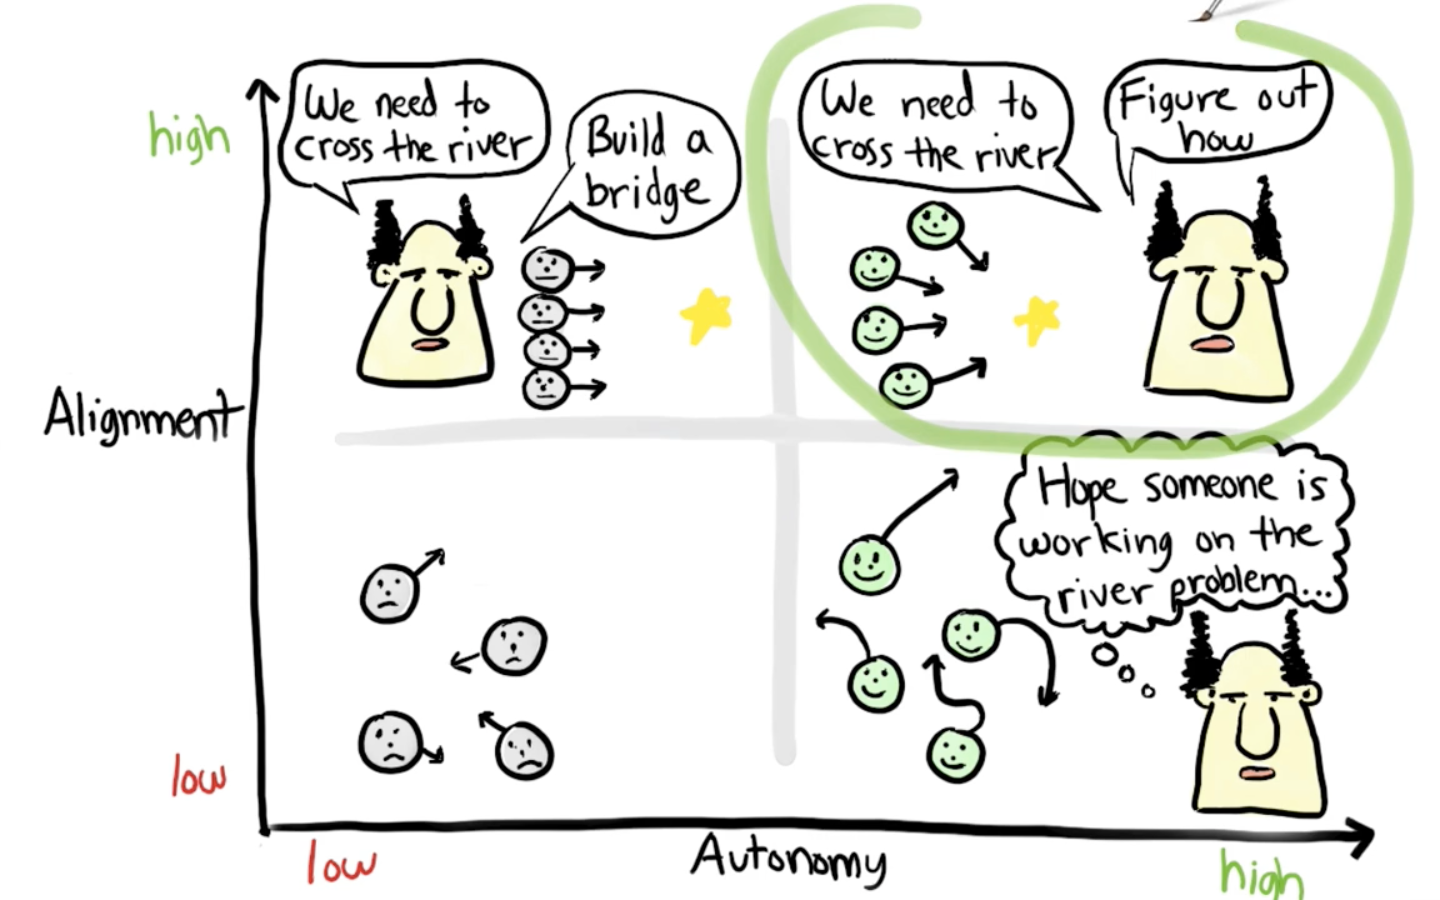 high
We need to
cross the river
Build a
bridge
We need to
cross the river
Figure out
how
Alignment
Hope someone is
working on the
river problem...
low
low
Autonomy
high